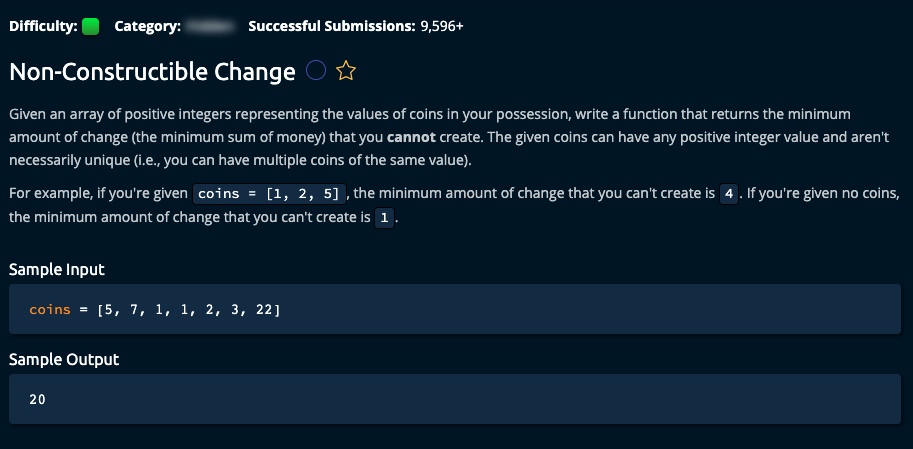 Difficulty: Category: Successful Submissions: 9,596+
Non-Constructible Change
Given an array of positive integers representing the values of coins in your possession, write a function that returns the minimum
amount of change (the minimum sum of money) that you cannot create. The given coins can have any positive integer value and aren't
necessarily unique (i.e., you can have multiple coins of the same value).
For example, if you're given coins = [1, 2, 5] , the minimum amount of change that you can't create is 4 . If you're given no coins,
the minimum amount of change that you can't create is 1 .
Sample Input
coins = [5, 7, 1, 1, 2, 3, 22]
Sample Output
20